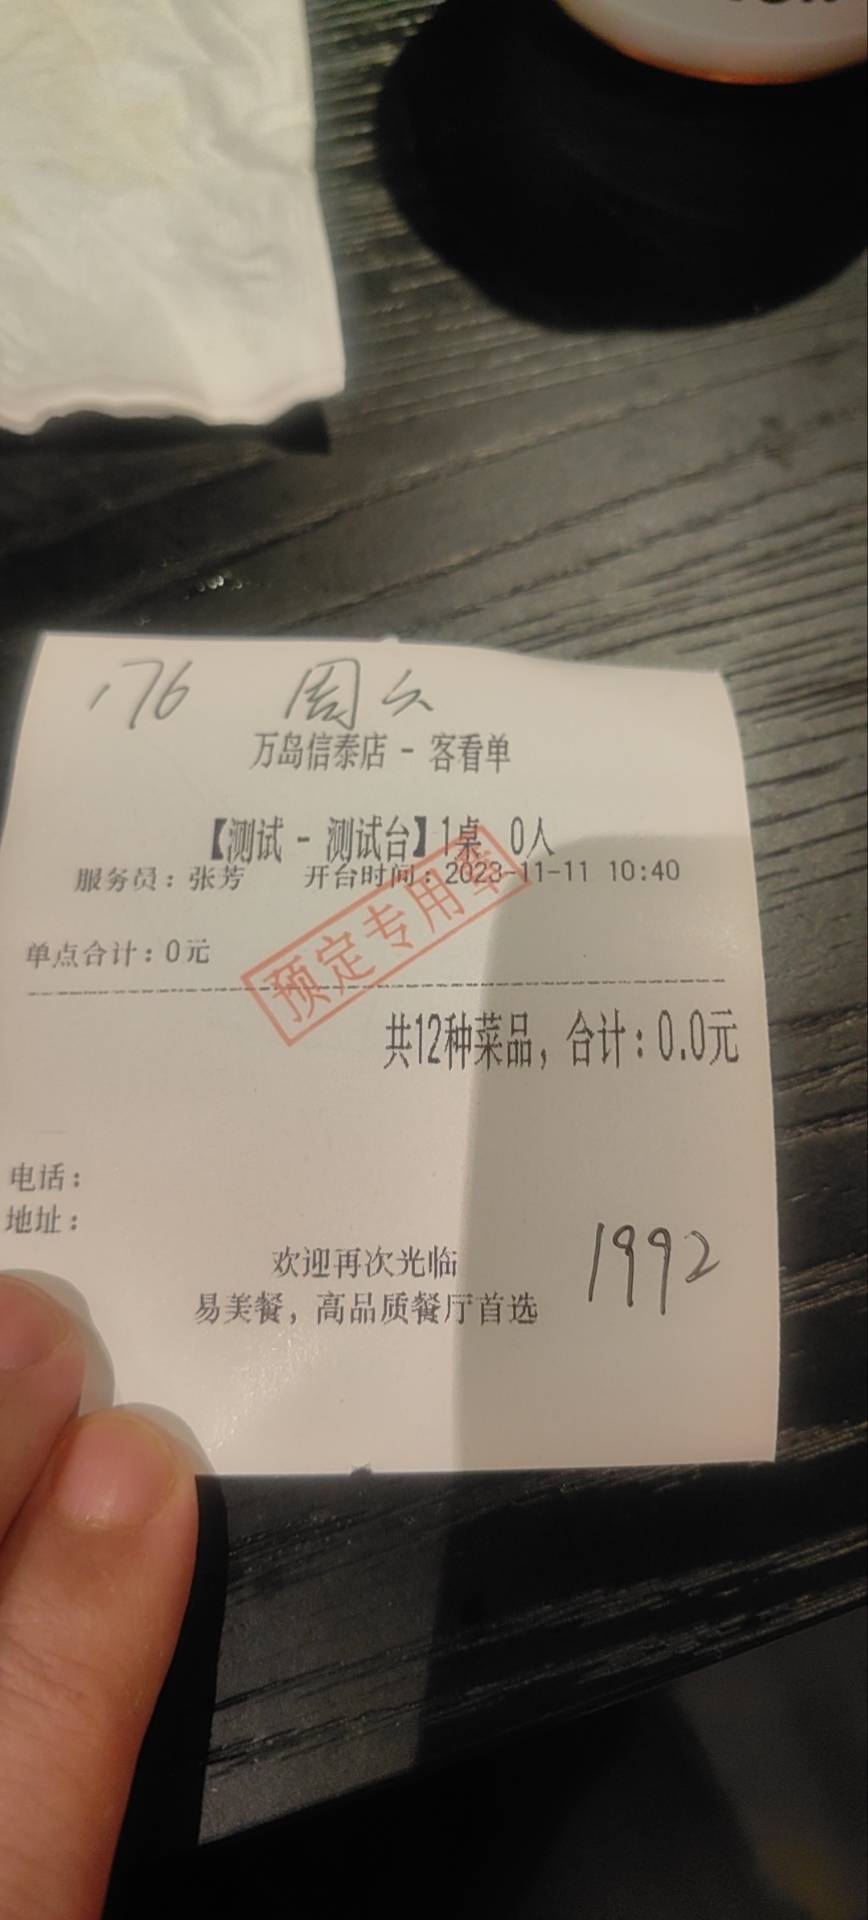 176 周久
万岛信泰店 - 客看单
【测试 - 测试台】1桌 0人
服务员：张芳 开台时间：2023-11-11 10:40
单点合计：0元
预定专用章
共12种菜品，合计：0.0元
电话：
地址：
欢迎再次光临
1992
易美餐，高品质餐厅首选